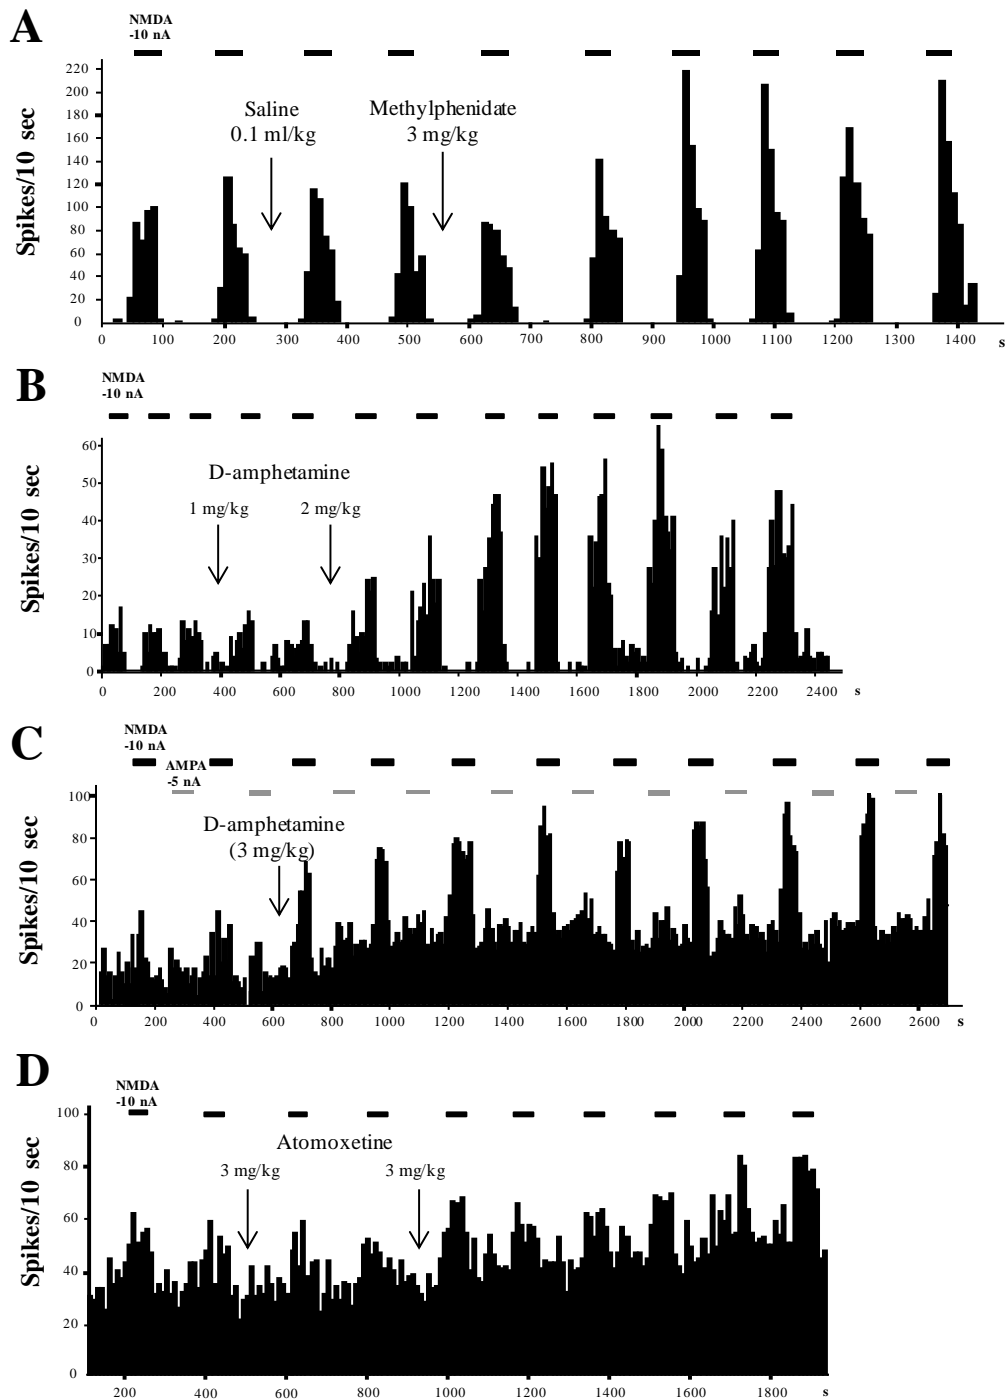 A
NMDA
-10 nA
220
200
180
160
140
120
100
80
60
40
20
0
Spikes/10 sec
Saline
0.1 ml/kg
Methylphenidate
3 mg/kg
0 200 300 400 500 600 800 900 1000 1100 1200 1300 1400 s
B
NMDA
-10 nA
60
50
40
30
20
10
0
Spikes/10 sec
D-amphetamine
1 mg/kg 2 mg/kg
0 200 400 600 800 1000 1200 1400 1600 1800 2000 2200 2400 s
C
NMDA
-10 nA
AMPA
-5 nA
100
80
60
40
20
0
Spikes/10 sec
D-amphetamine
(3 mg/kg)
0 200 400 600 800 1000 1200 1400 1600 1800 2000 2200 2400 2600 s
D
NMDA
-10 nA
100
80
60
40
20
0
Spikes/10 sec
Atomoxetine
3 mg/kg 3 mg/kg
200 400 600 800 1000 1200 1400 1600 1800 s